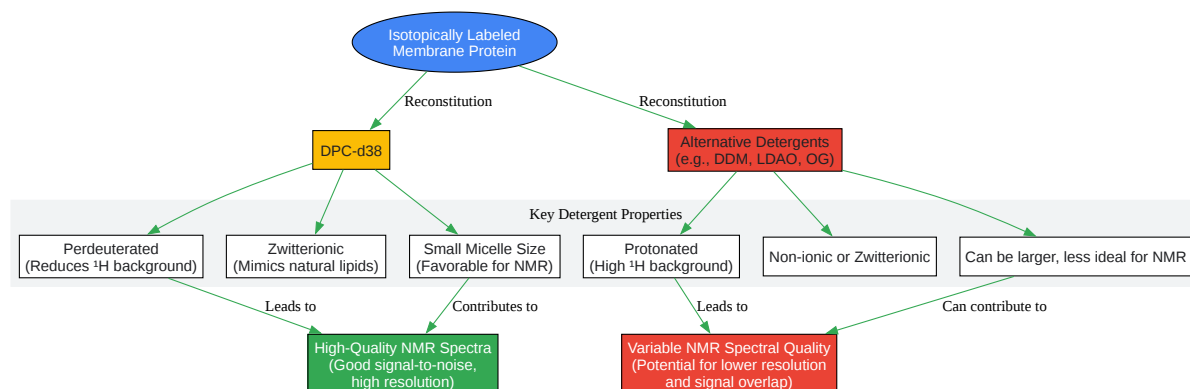 Isotopically Labeled
Membrane Protein
Reconstitution
Reconstitution
DPC-d38
Alternative Detergents
(e.g., DDM, LDAO, OG)
Key Detergent Properties
Perdeuterated
(Reduces ¹H background)
Zwitterionic
(Mimics natural lipids)
Small Micelle Size
(Favorable for NMR)
Protonated
(High ¹H background)
Non-ionic or Zwitterionic
Can be larger, less ideal for NMR
Leads to
Contributes to
Leads to
Can contribute to
High-Quality NMR Spectra
(Good signal-to-noise,
high resolution)
Variable NMR Spectral Quality
(Potential for lower resolution
and signal overlap)